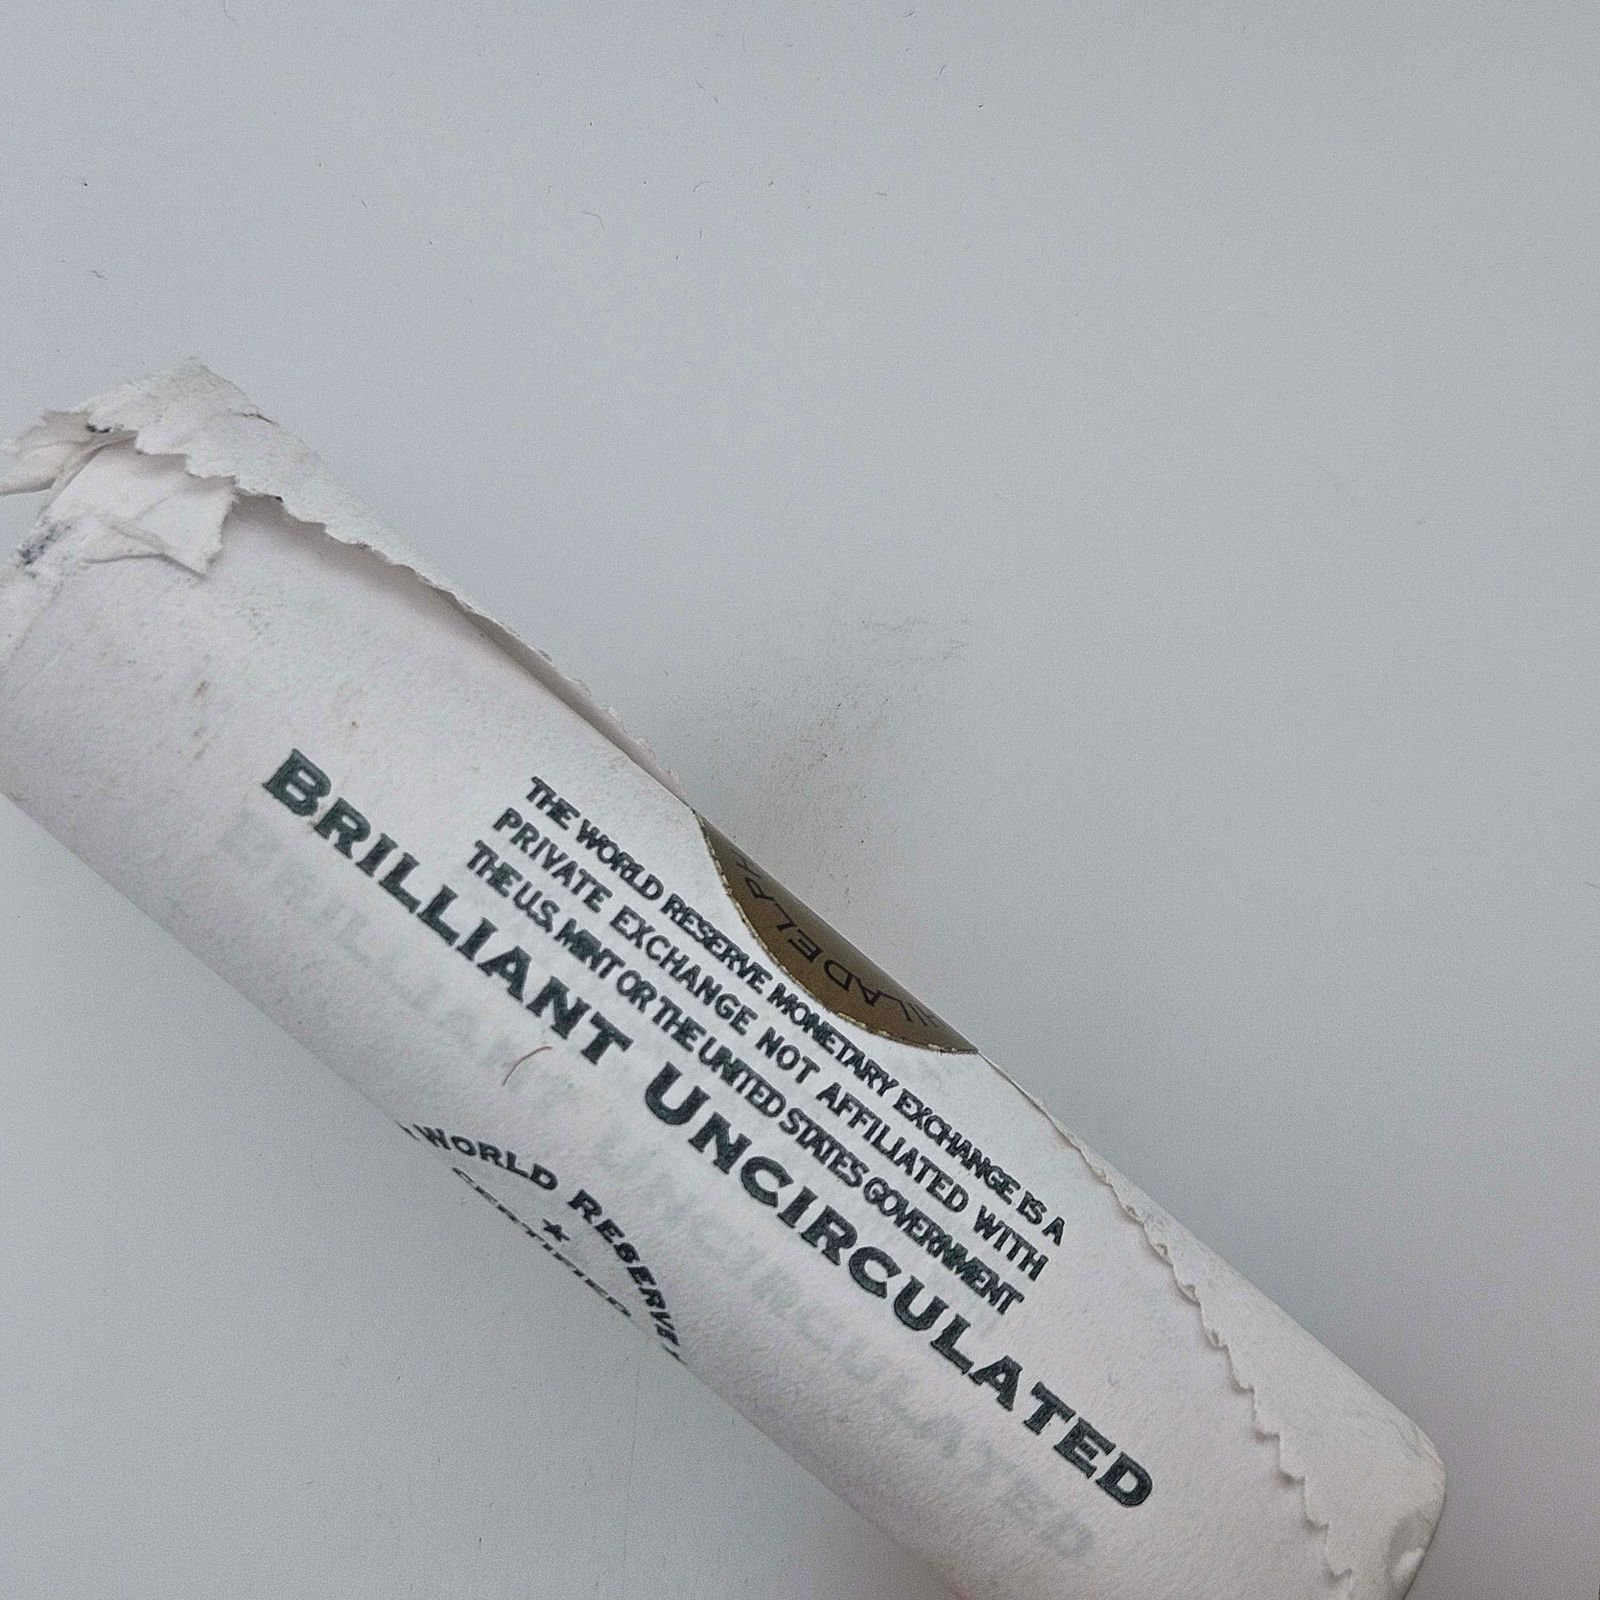 THE WORLD RESERVE MONETARY EXCHANGE IS A
PRIVATE EXCHANGE NOT AFFILIATED WITH
THE U.S. MINT OR THE UNITED STATES GOVERNMENT
BRILLIANT UNCIRCULATED
WORLD RESERVE
CERTIFIED